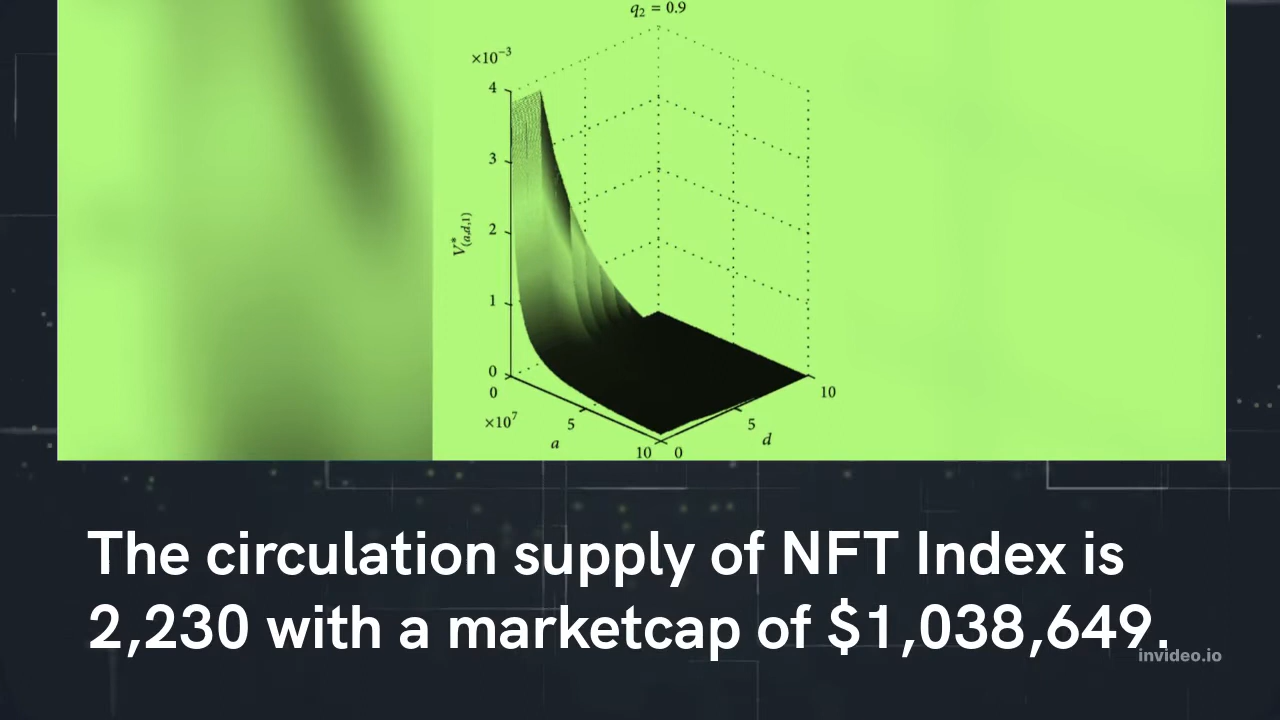 q₂ = 0.9
×10⁻³
4
3
2
1
0
V*(a,d,1)
0
×10⁷
5
10
a
0
5
10
d
The circulation supply of NFT Index is
2,230 with a marketcap of $1,038,649.
invideo.io